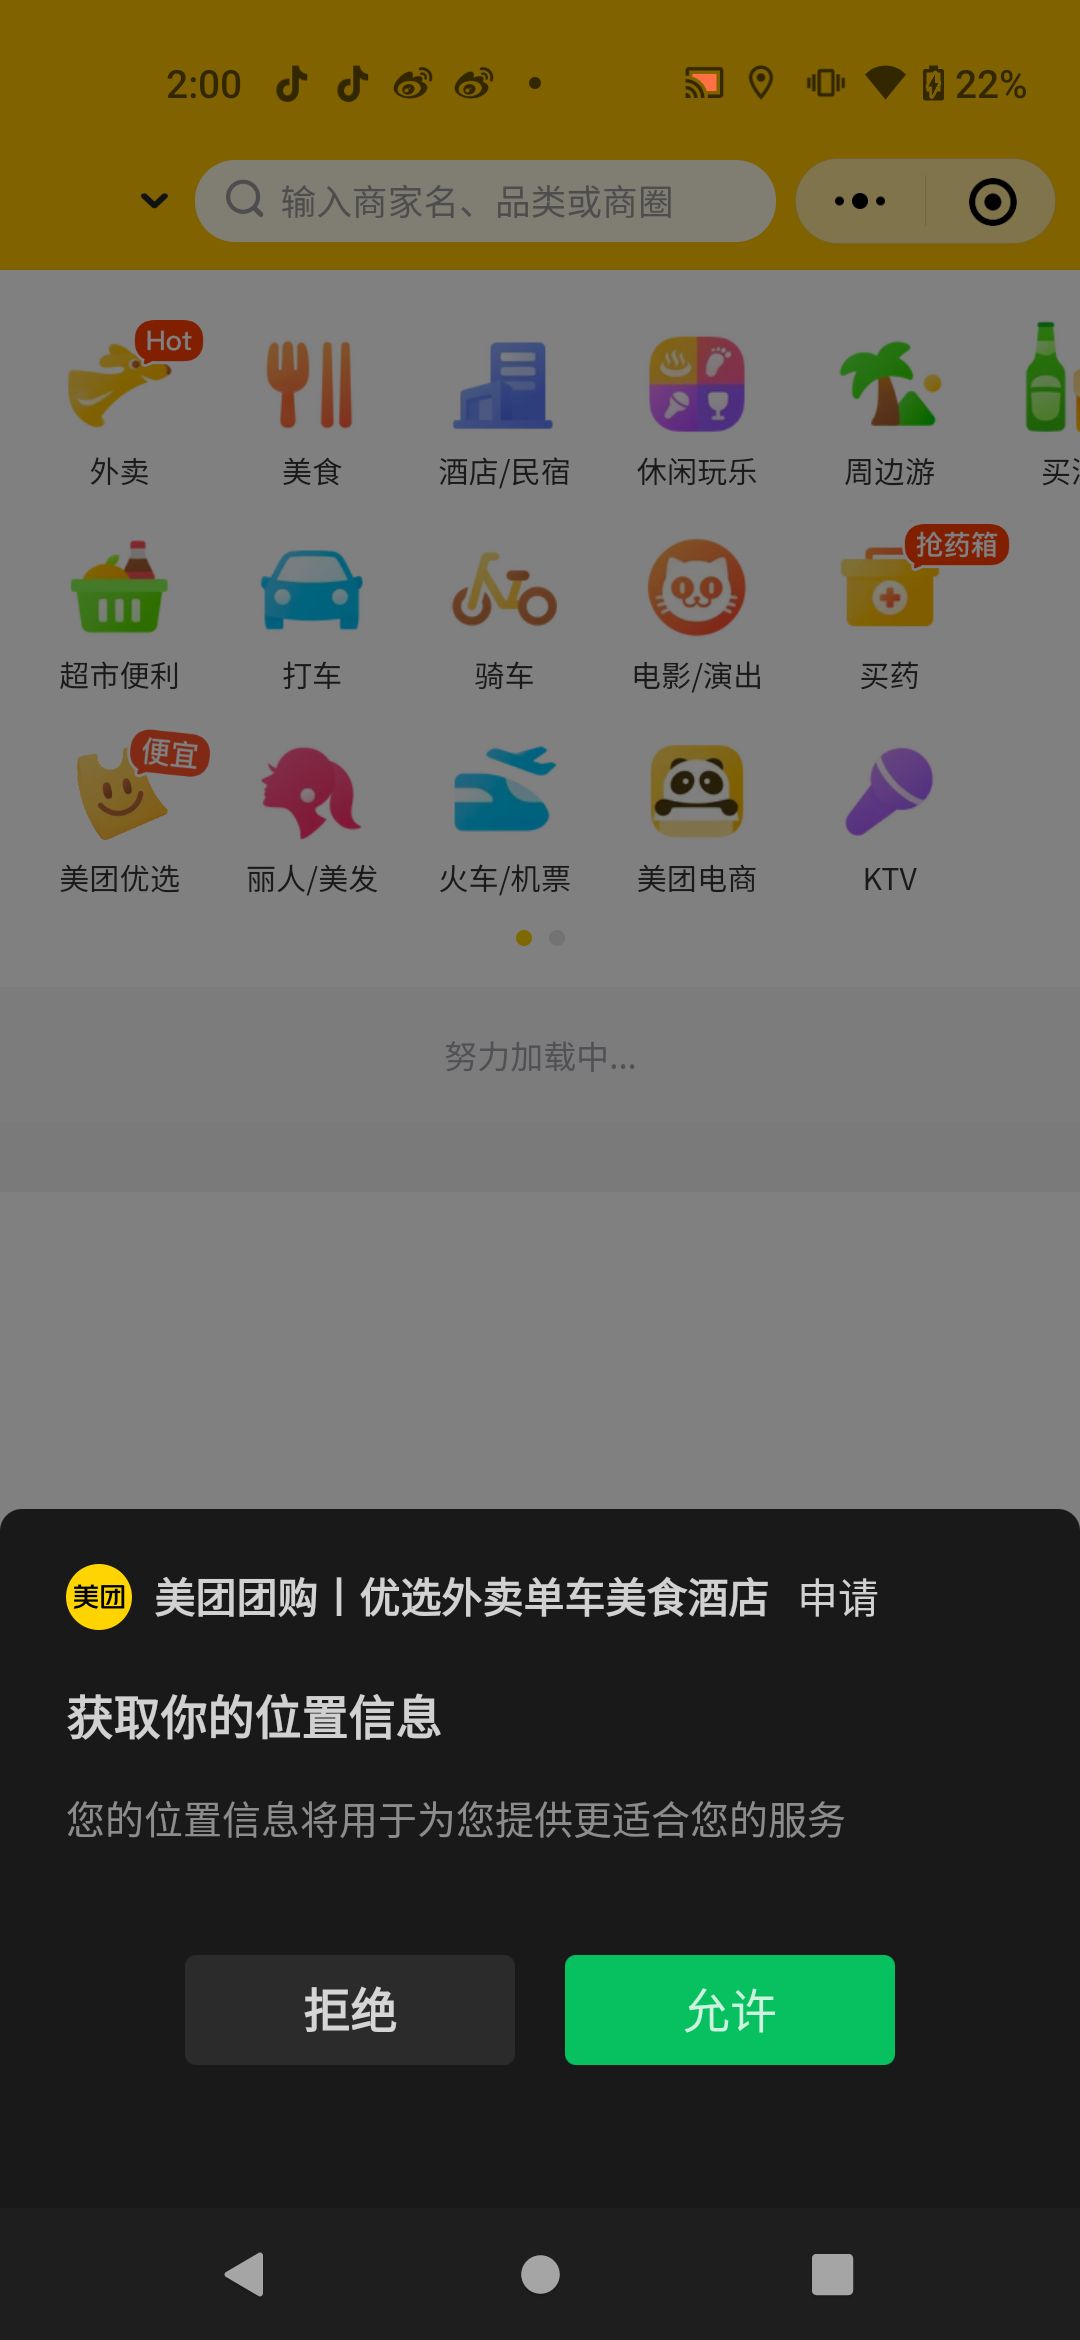 2:00
22%
输入商家名、品类或商圈
Hot
外卖
美食
酒店/民宿
休闲玩乐
周边游
买
抢药箱
超市便利
打车
骑车
电影/演出
买药
便宜
美团优选
丽人/美发
火车/机票
美团电商
KTV
努力加载中...
美团
美团团购丨优选外卖单车美食酒店 申请
获取你的位置信息
您的位置信息将用于为您提供更适合您的服务
拒绝
允许